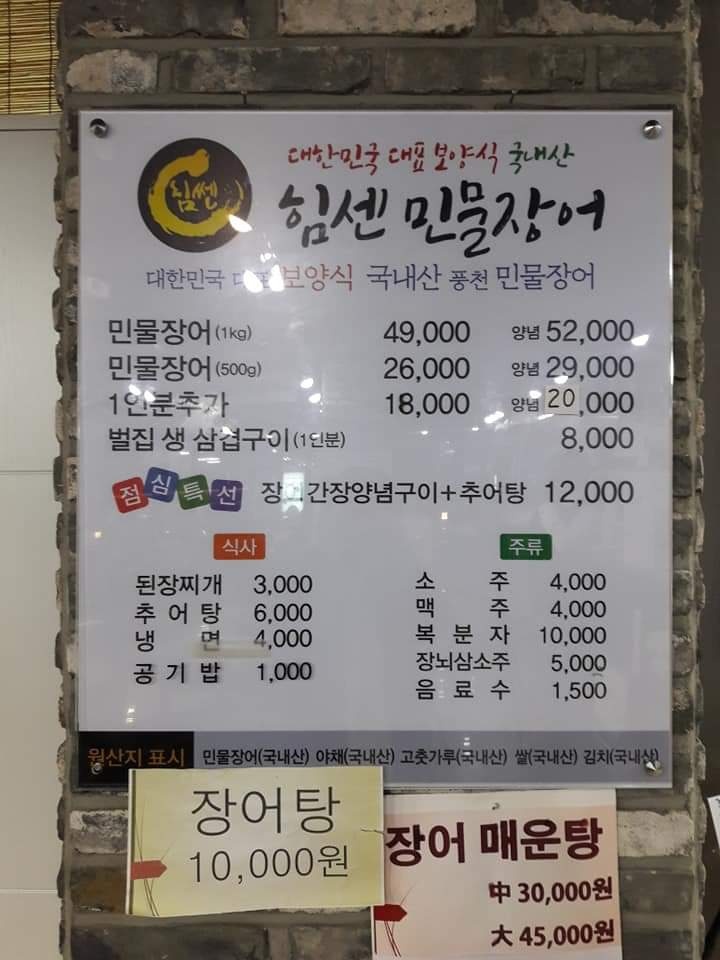 힘쎈
대한민국 대표 보양식 국내산
힘센 민물장어
대한민국 대표 보양식 국내산 풍천 민물장어
민물장어(1kg) 49,000 양념 52,000
민물장어(500g) 26,000 양념 29,000
1인분추가 18,000 양념 20,000
벌집 생 삼겹구이(1인분) 8,000
점심특선 장어간장양념구이+추어탕 12,000
식사
된장찌개 3,000
추어탕 6,000
냉면 4,000
공기밥 1,000
주류
소주 4,000
맥주 4,000
복분자 10,000
장뇌삼소주 5,000
음료수 1,500
원산지 표시 민물장어(국내산) 야채(국내산) 고춧가루(국내산) 쌀(국내산) 김치(국내산)
장어탕
10,000원
장어 매운탕
中 30,000원
大 45,000원